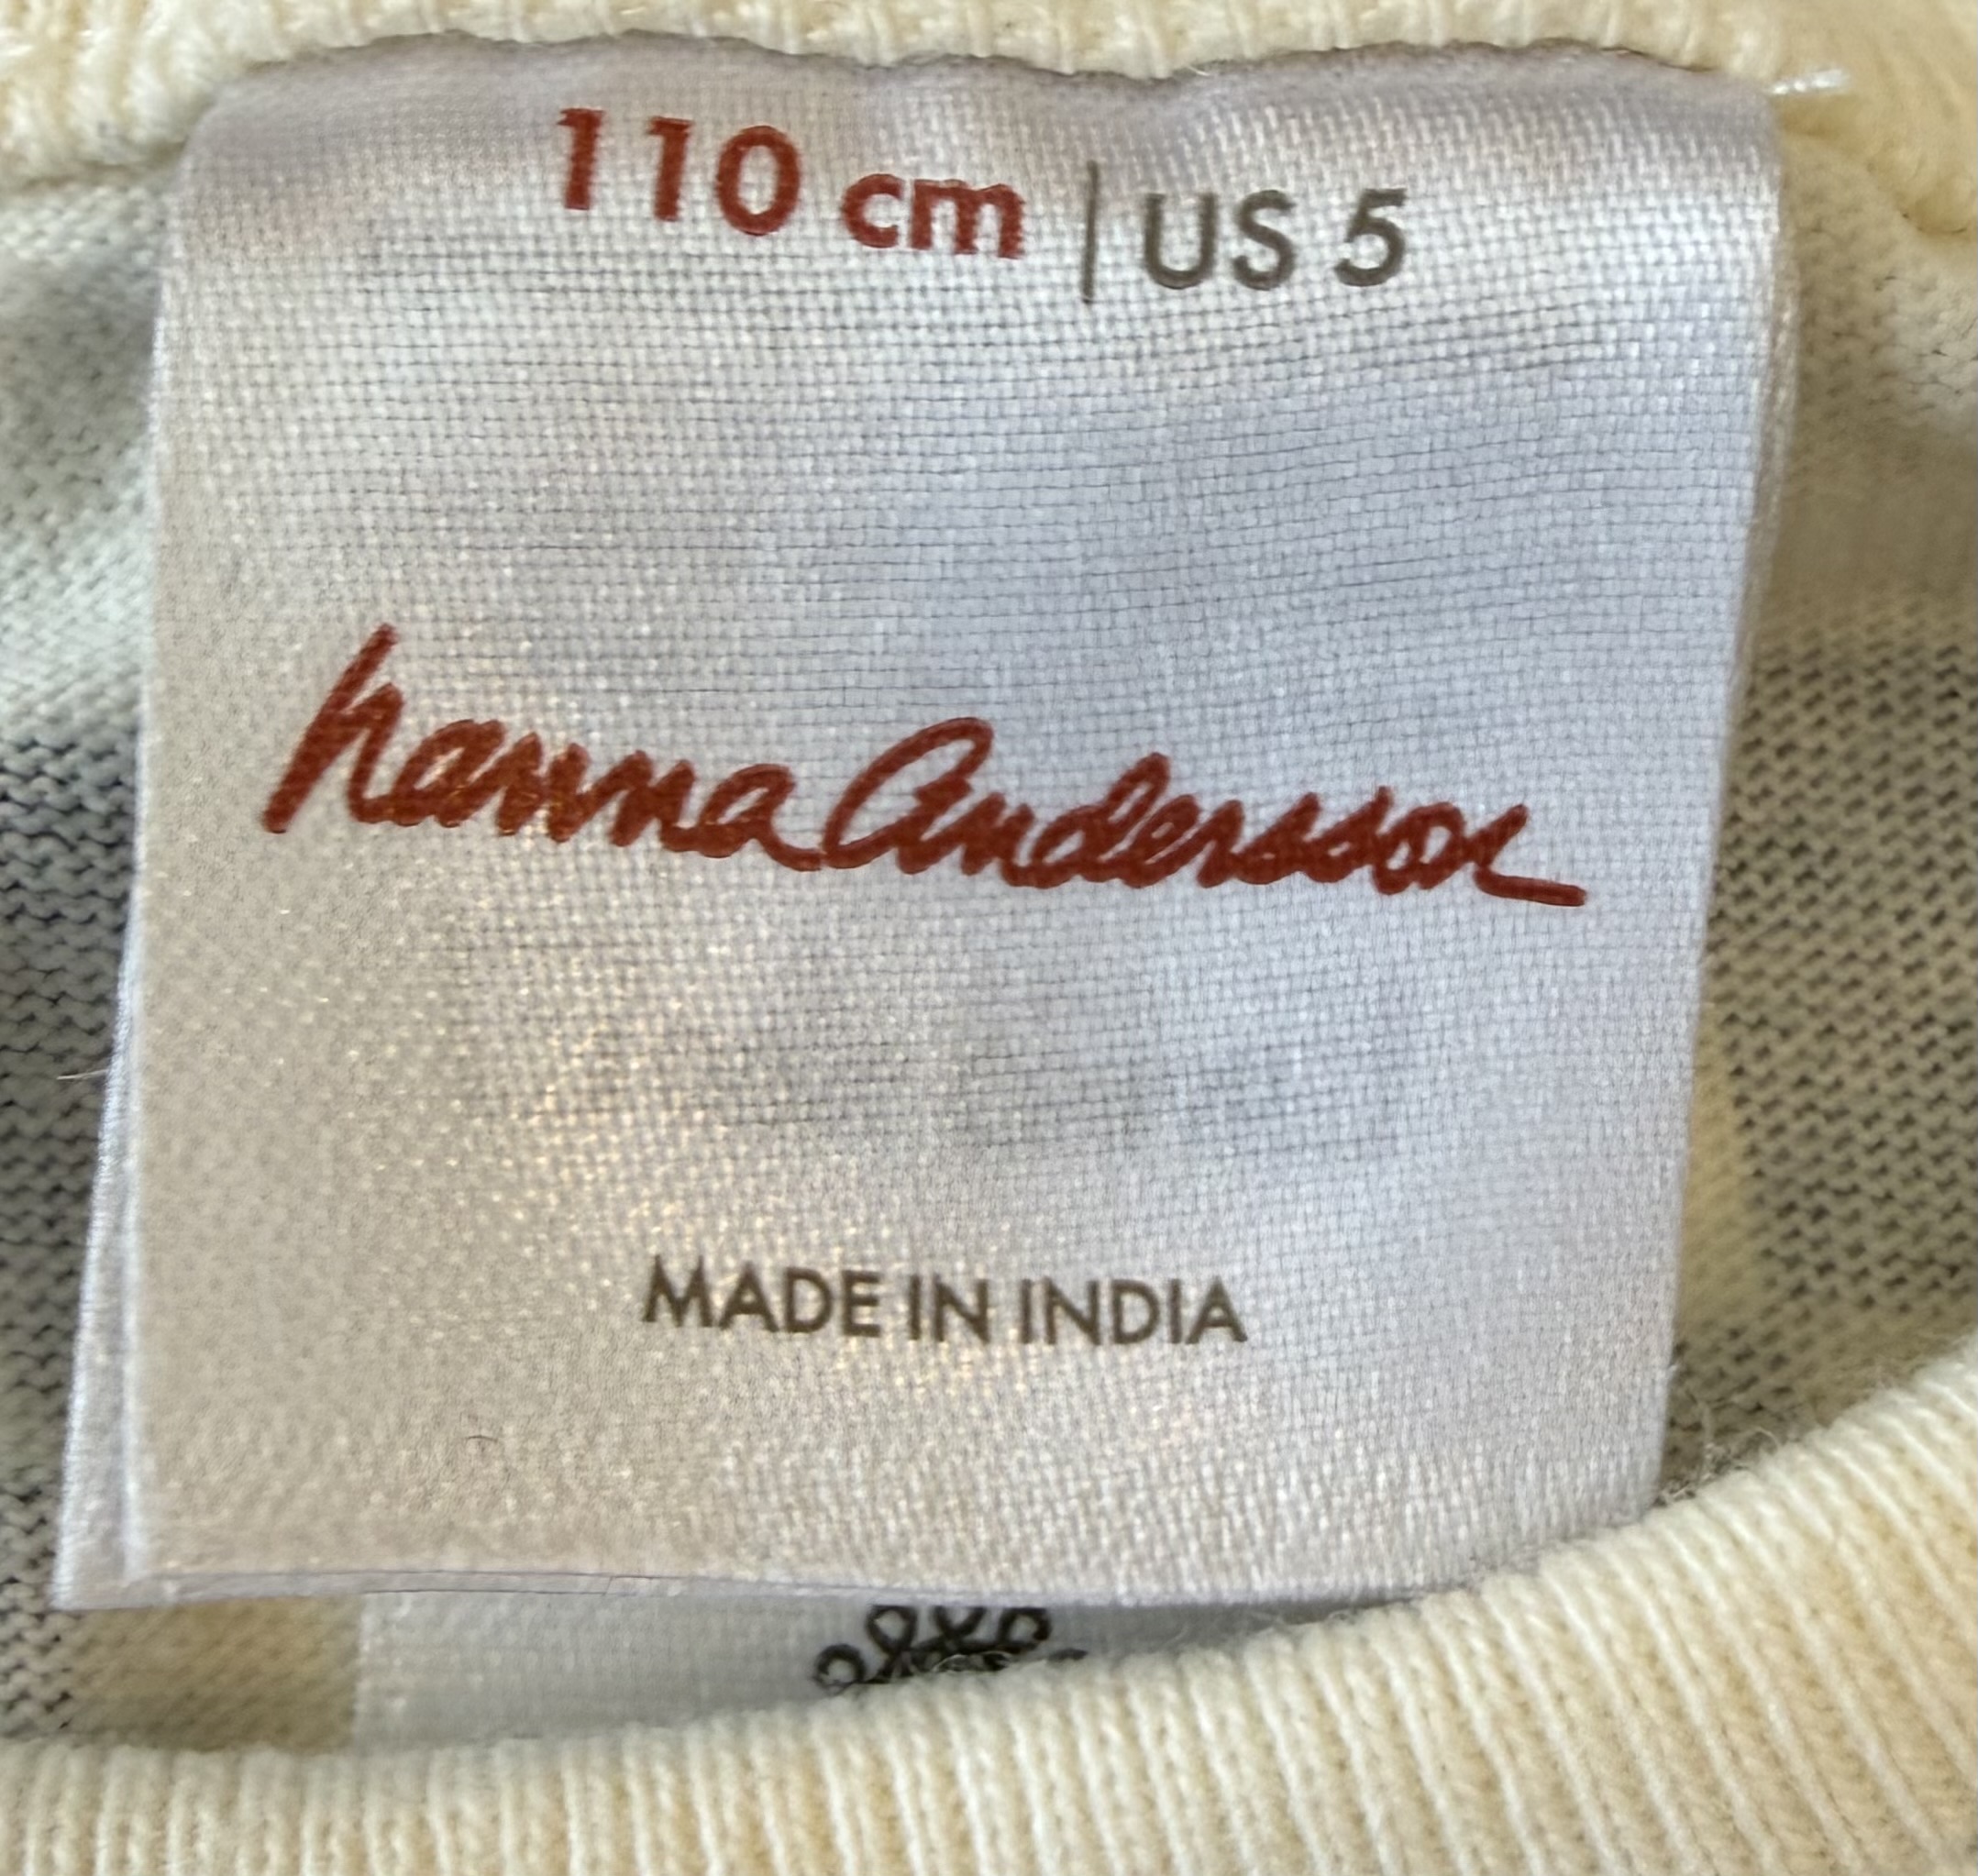 110 cm | US 5
hanna Andersson
MADE IN INDIA